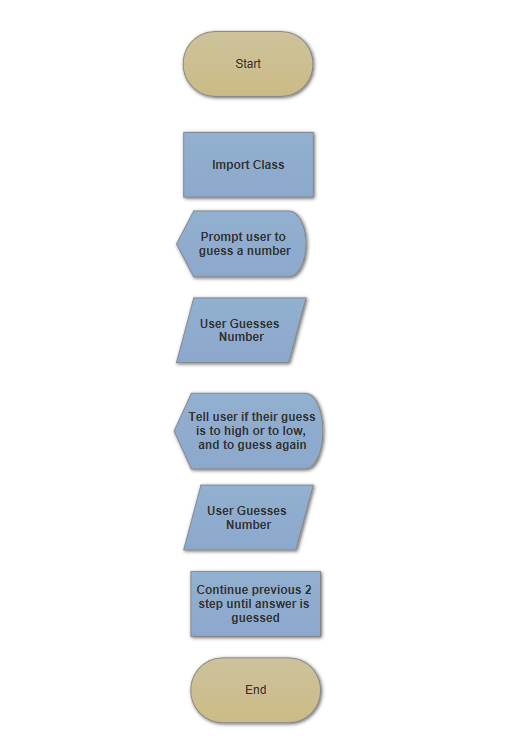 Start
Import Class
Prompt user to
guess a number
User Guesses
Number
Tell user if their guess
is to high or to low,
and to guess again
User Guesses
Number
Continue previous 2
step until answer is
guessed
End